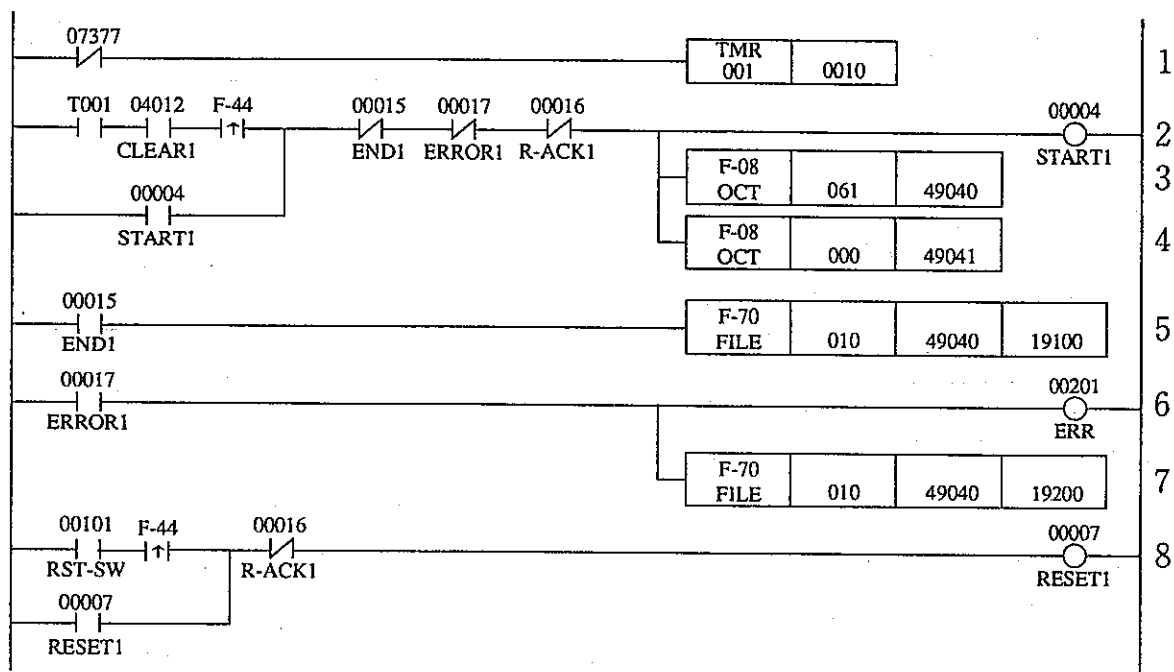 07377
TMR
001 0010
1
T001 04012 F-44 00015 00017 00016 00004
CLEAR1 END1 ERROR1 R-ACK1 START1
2
F-08
OCT 061 49040
3
00004
START1
F-08
OCT 000 49041
4
00015
END1
F-70
FILE 010 49040 19100
5
00017 00201
ERROR1 ERR
6
F-70
FILE 010 49040 19200
7
00101 F-44 00016 00007
RST-SW R-ACK1 RESET1
8
00007
RESET1